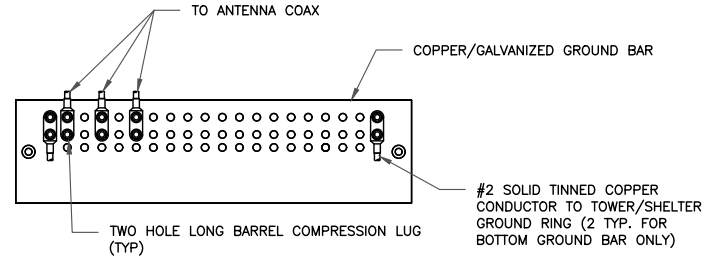 TO ANTENNA COAX
COPPER/GALVANIZED GROUND BAR
#2 SOLID TINNED COPPER
CONDUCTOR TO TOWER/SHELTER
GROUND RING (2 TYP. FOR
BOTTOM GROUND BAR ONLY)
TWO HOLE LONG BARREL COMPRESSION LUG
(TYP)